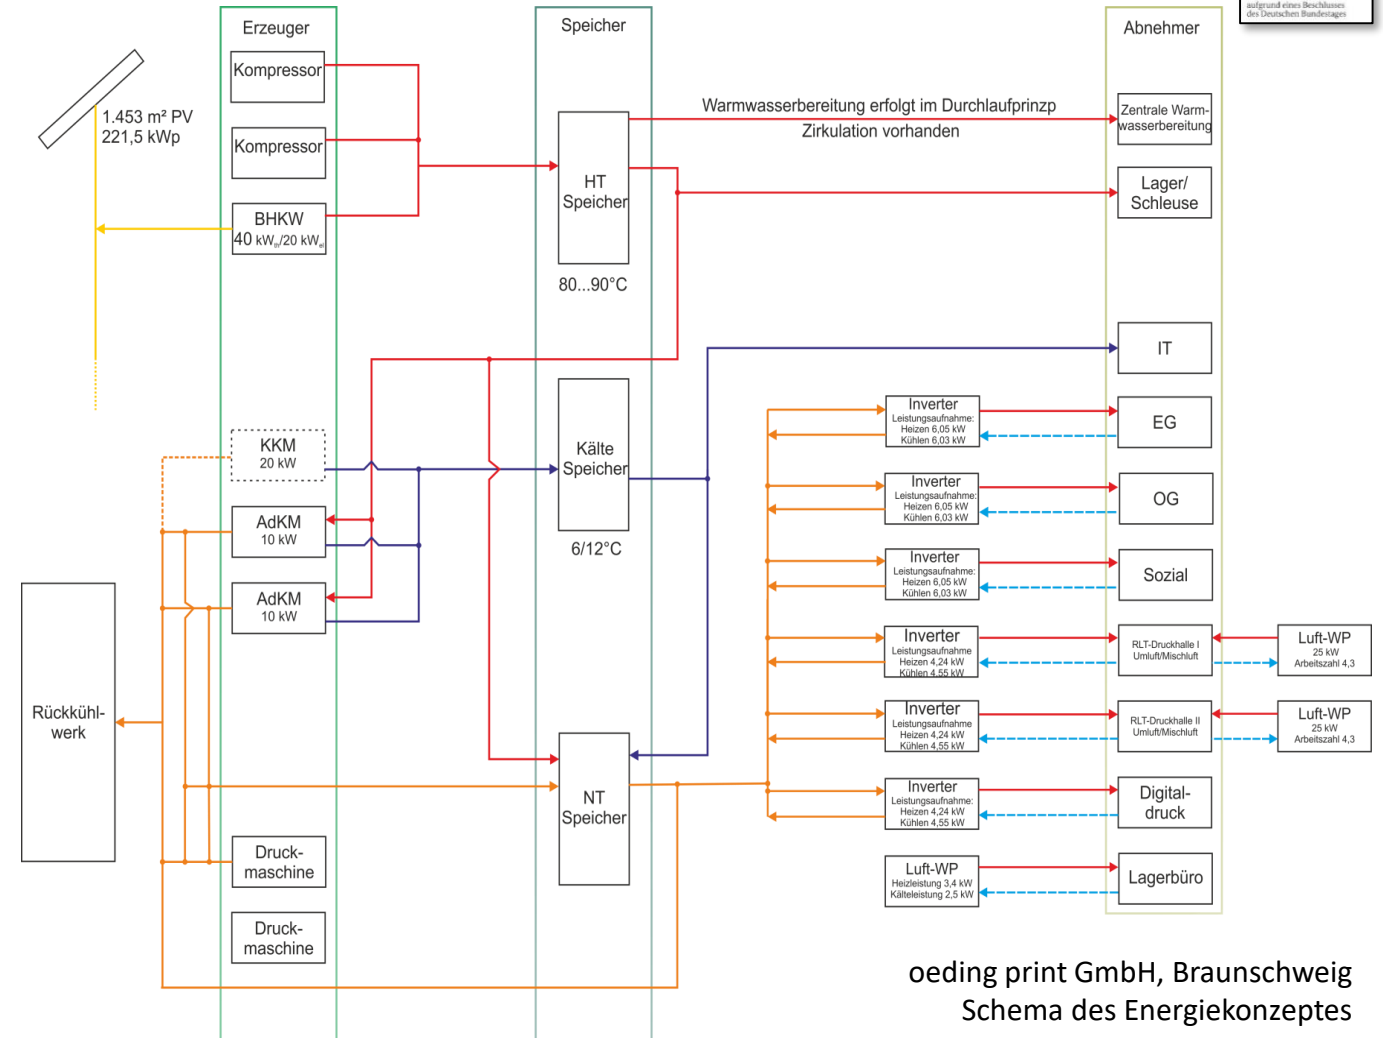 aufgrund eines Beschlusses
des Deutschen Bundestages
Erzeuger
Speicher
Abnehmer
1.453 m² PV
221,5 kWp
Kompressor
Kompressor
BHKW
40 kWth/20 kWel
HT
Speicher
80...90°C
Warmwasserbereitung erfolgt im Durchlaufprinzp
Zirkulation vorhanden
Zentrale Warm-
wasserbereitung
Lager/
Schleuse
IT
KKM
20 kW
AdKM
10 kW
AdKM
10 kW
Kälte
Speicher
6/12°C
Inverter
Leistungsaufnahme:
Heizen 6,05 kW
Kühlen 6,03 kW
EG
Inverter
Leistungsaufnahme:
Heizen 6,05 kW
Kühlen 6,03 kW
OG
Inverter
Leistungsaufnahme:
Heizen 6,05 kW
Kühlen 6,03 kW
Sozial
Inverter
Leistungsaufnahme
Heizen 4,24 kW
Kühlen 4,55 kW
RLT-Druckhalle I
Umluft/Mischluft
Luft-WP
25 kW
Arbeitszahl 4,3
Inverter
Leistungsaufnahme
Heizen 4,24 kW
Kühlen 4,55 kW
RLT-Druckhalle II
Umluft/Mischluft
Luft-WP
25 kW
Arbeitszahl 4,3
Rückkühl-
werk
NT
Speicher
Inverter
Leistungsaufnahme:
Heizen 4,24 kW
Kühlen 4,55 kW
Digital-
druck
Druck-
maschine
Luft-WP
Heizleistung 3,4 kW
Kälteleistung 2,5 kW
Lagerbüro
Druck-
maschine
oeding print GmbH, Braunschweig
Schema des Energiekonzeptes